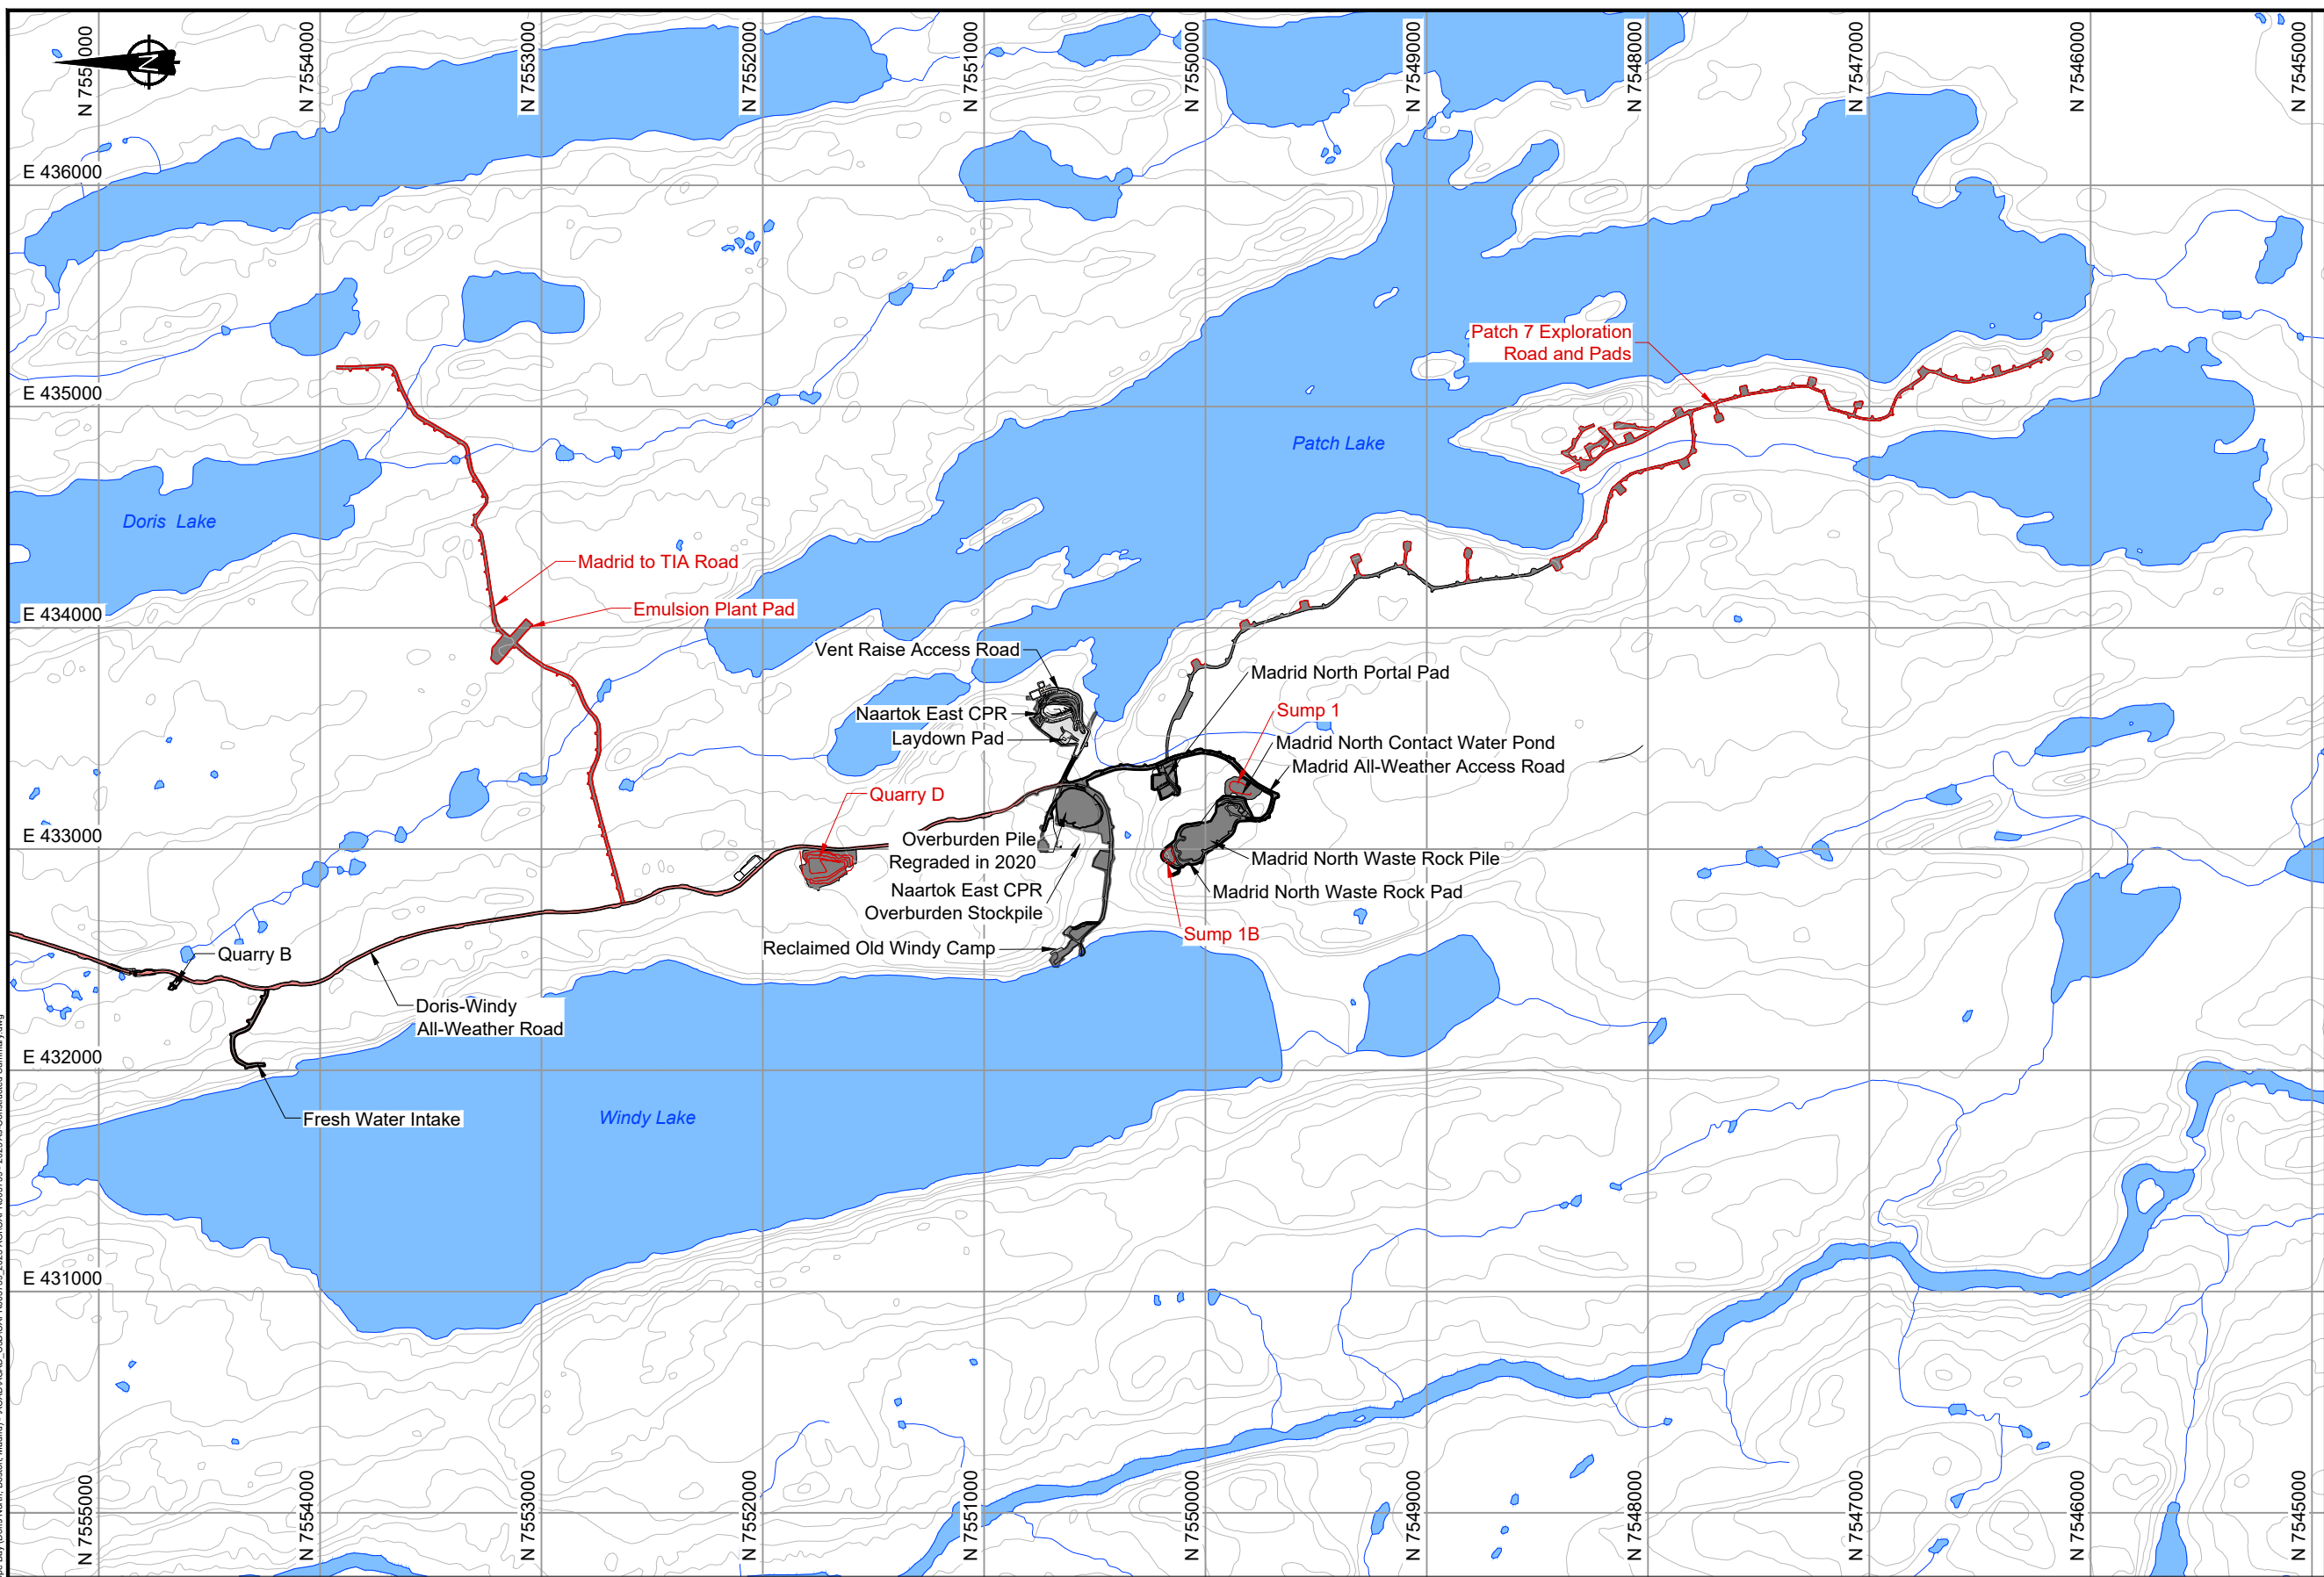 N 7555000
N 7554000
N 7553000
N 7552000
N 7551000
N 7550000
N 7549000
N 7548000
N 7547000
N 7546000
N 7545000
N
E 436000
Patch 7 Exploration
Road and Pads
E 435000
Patch Lake
Doris Lake
Madrid to TIA Road
Emulsion Plant Pad
E 434000
Vent Raise Access Road
Madrid North Portal Pad
Naartok East CPR
Laydown Pad
Sump 1
Madrid North Contact Water Pond
Madrid All-Weather Access Road
Quarry D
E 433000
Overburden Pile
Regraded in 2020
Madrid North Waste Rock Pile
Naartok East CPR
Overburden Stockpile
Madrid North Waste Rock Pad
Sump 1B
Reclaimed Old Windy Camp
Quarry B
Doris-Windy
All-Weather Road
E 432000
Fresh Water Intake
Windy Lake
E 431000
N 7555000
N 7554000
N 7553000
N 7552000
N 7551000
N 7550000
N 7549000
N 7548000
N 7547000
N 7546000
N 7545000